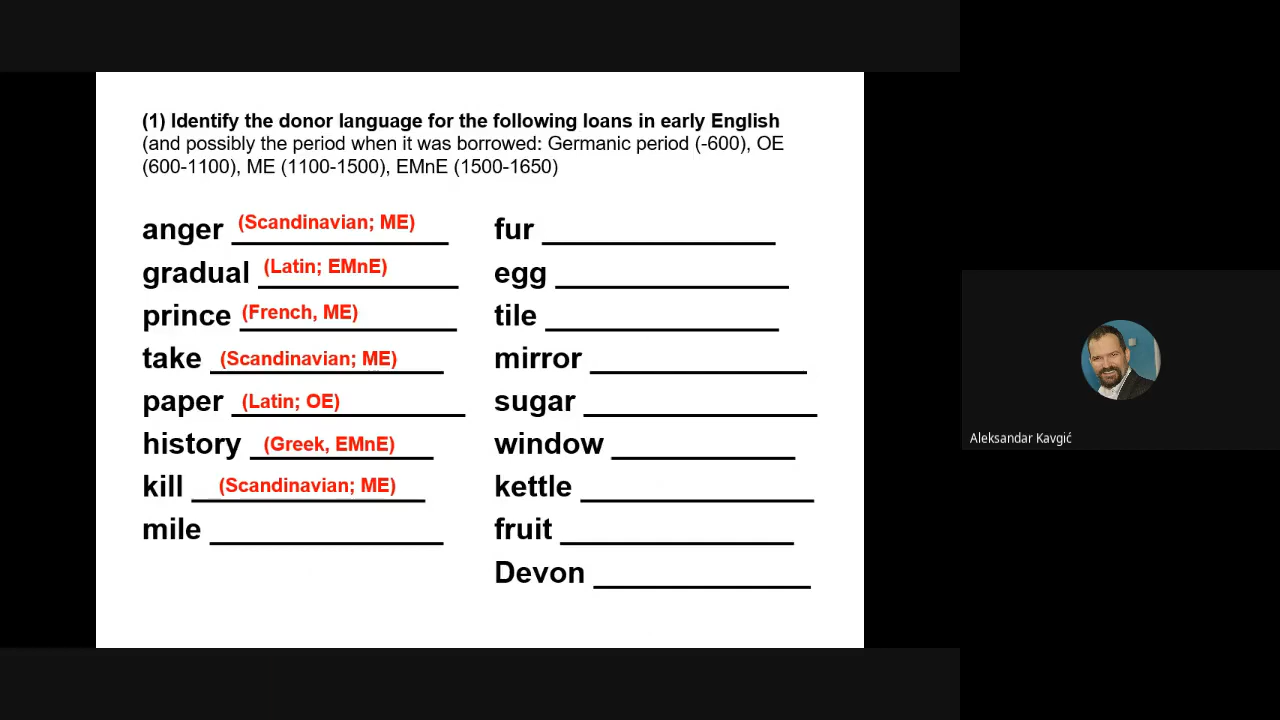 (1) Identify the donor language for the following loans in early English
(and possibly the period when it was borrowed: Germanic period (-600), OE
(600-1100), ME (1100-1500), EMnE (1500-1650)
anger (Scandinavian; ME)
gradual (Latin; EMnE)
prince (French, ME)
take (Scandinavian; ME)
paper (Latin; OE)
history (Greek, EMnE)
kill (Scandinavian; ME)
mile
fur
egg
tile
mirror
sugar
window
kettle
fruit
Devon
Aleksandar Kavgić